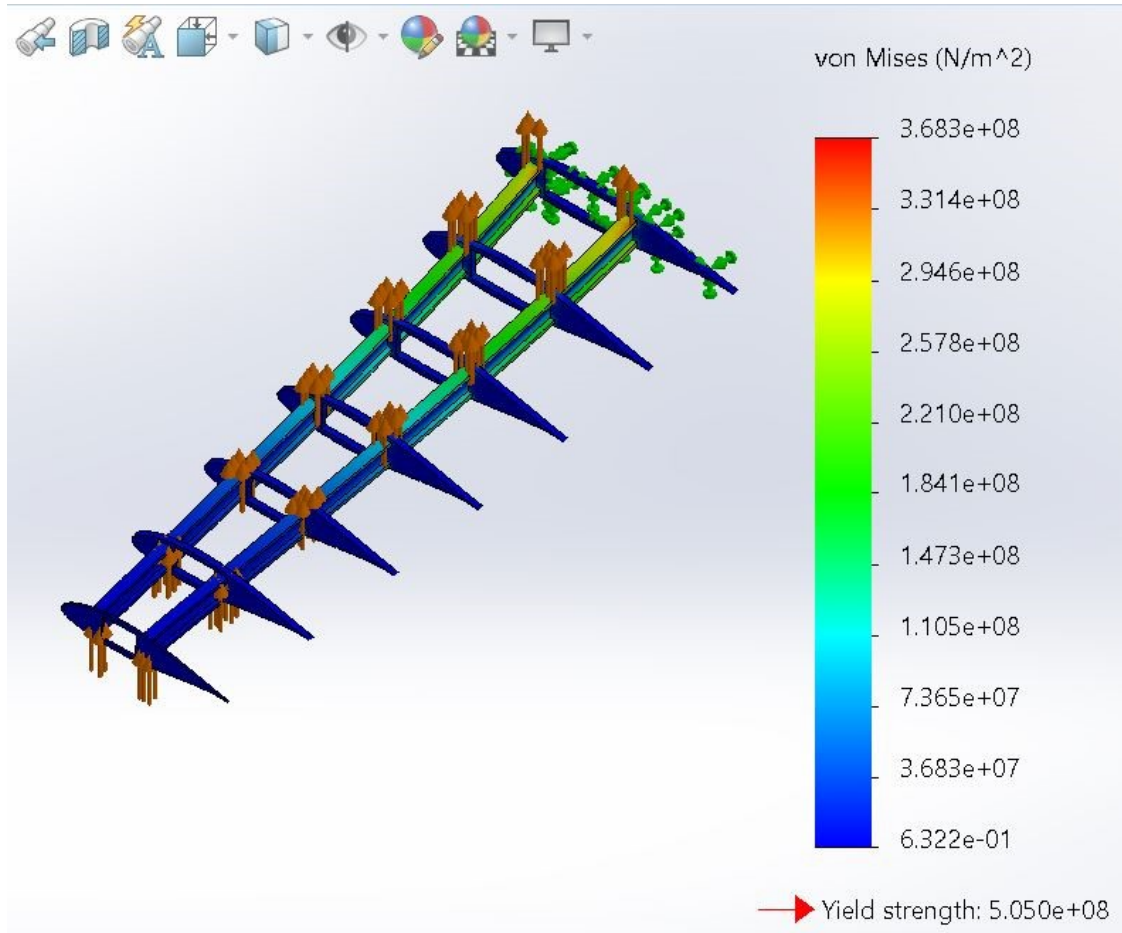 von Mises (N/m^2)
3.683e+08
3.314e+08
2.946e+08
2.578e+08
2.210e+08
1.841e+08
1.473e+08
1.105e+08
7.365e+07
3.683e+07
6.322e-01
Yield strength: 5.050e+08